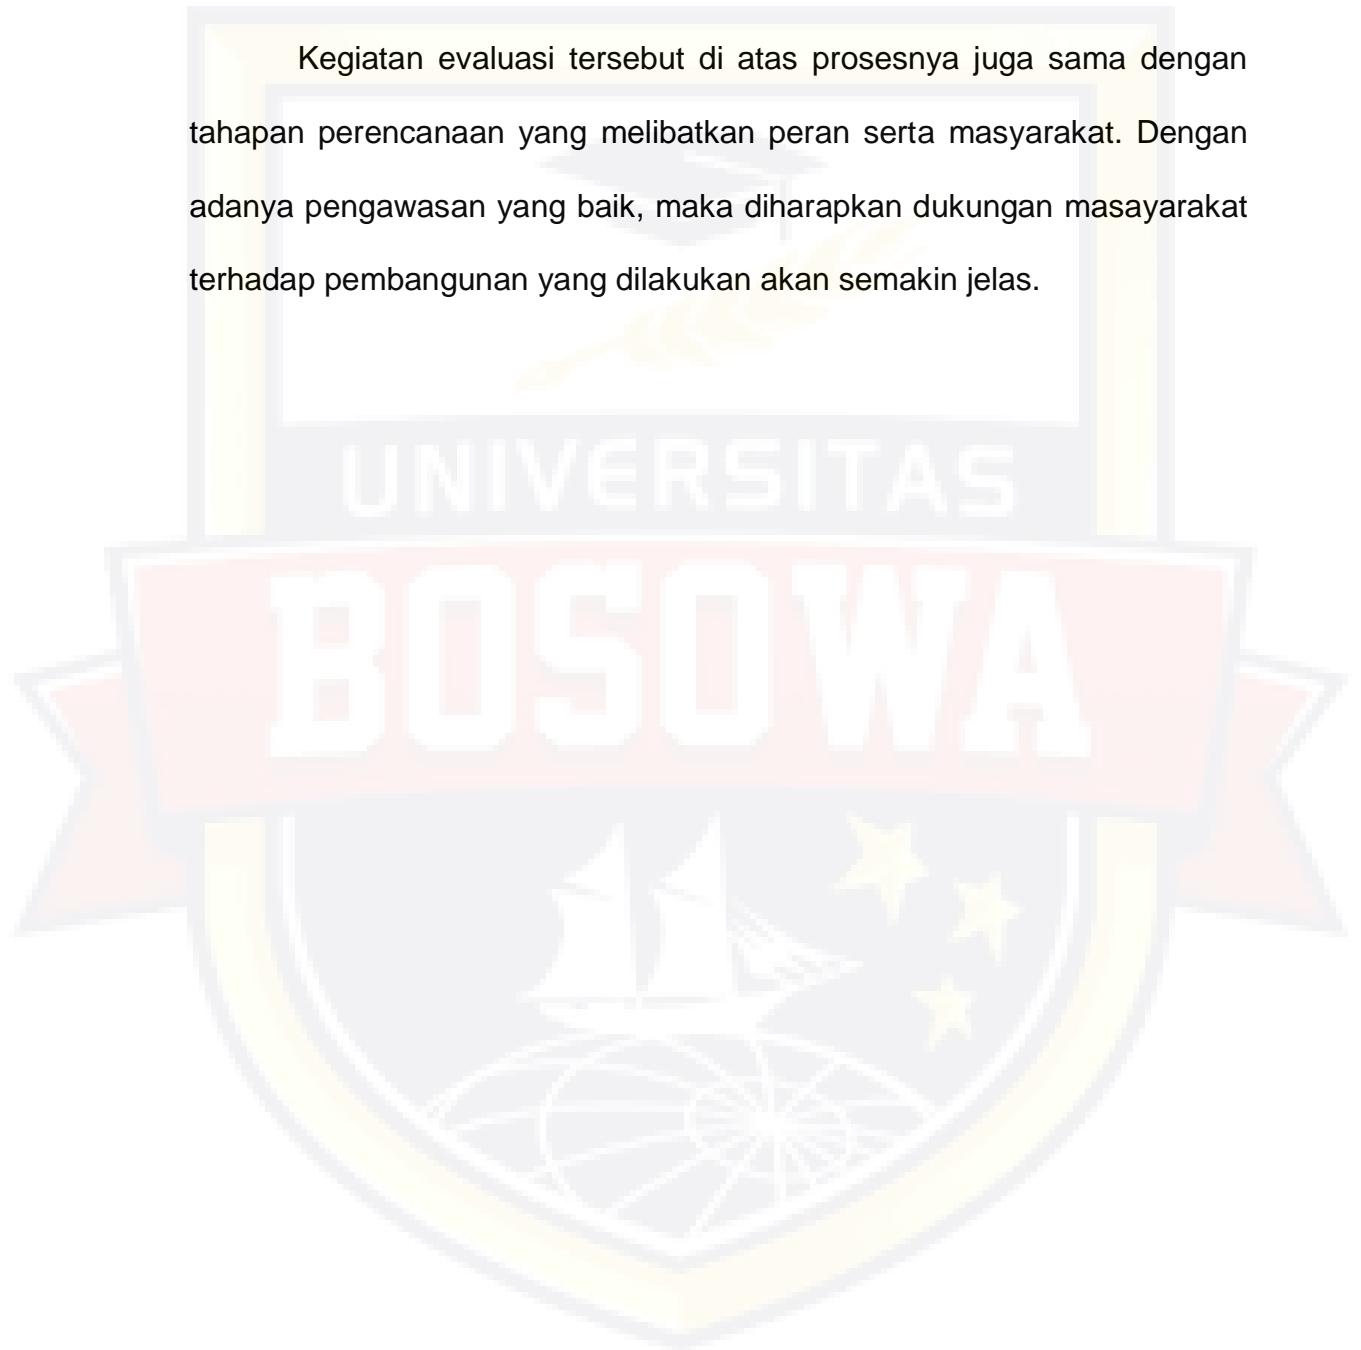 Kegiatan evaluasi tersebut di atas prosesnya juga sama dengan
tahapan perencanaan yang melibatkan peran serta masyarakat. Dengan
adanya pengawasan yang baik, maka diharapkan dukungan masayarakat
terhadap pembangunan yang dilakukan akan semakin jelas.
UNIVERSITAS
BOSOWA